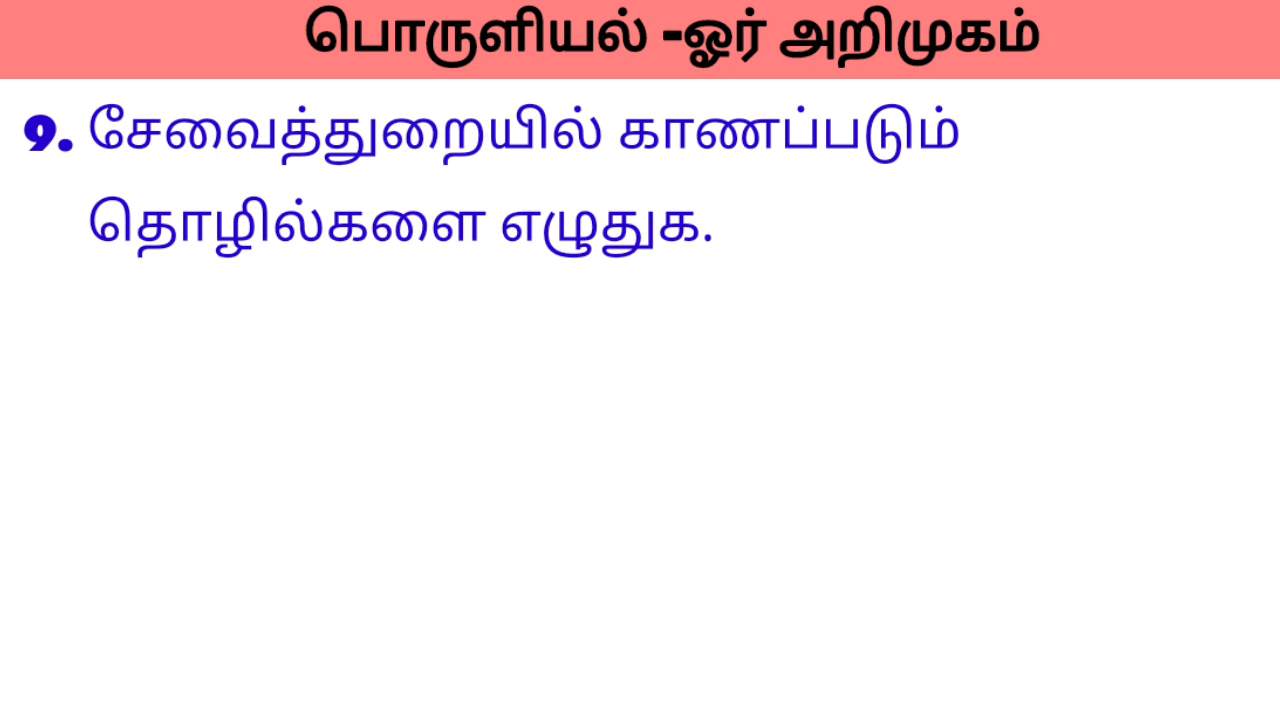 பொருளியல் -ஓர் அறிமுகம்
9. சேவைத்துறையில் காணப்படும்
தொழில்களை எழுதுக.